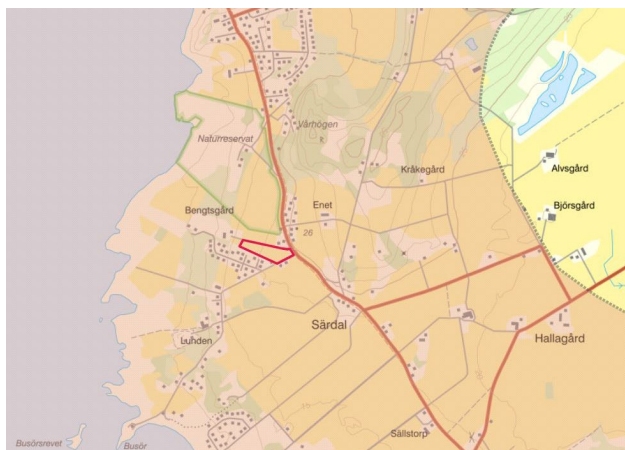 Vårhögen
Naturreservat
Kråkegård
Alvsgård
Bengtsgård
Enet
Björsgård
26
Särdal
Hallagård
Lunden
Sällstorp
Busörsrevet
Busör